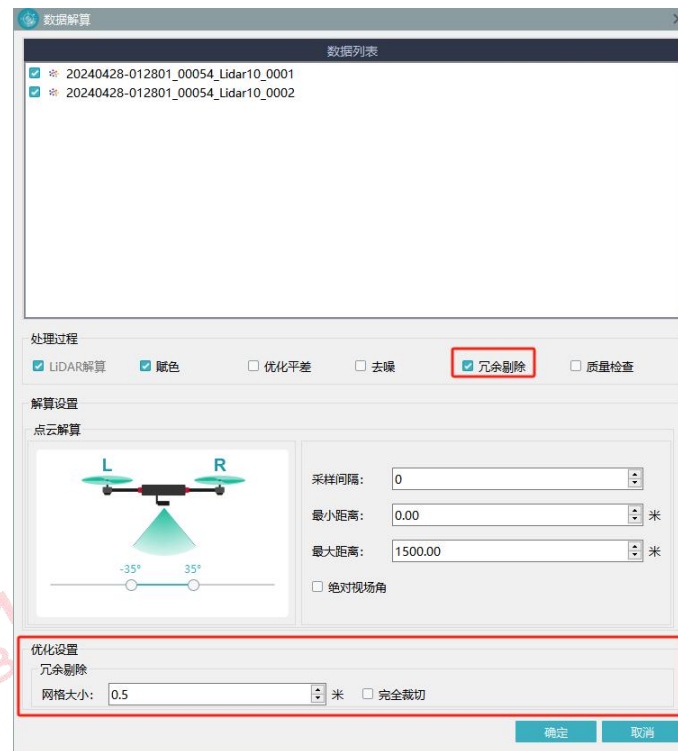 数据解算
数据列表
20240428-012801_00054_Lidar10_0001
20240428-012801_00054_Lidar10_0002
处理过程
LiDAR解算 赋色 优化平差 去噪 冗余剔除 质量检查
解算设置
点云解算
L R
-35° 35°
采样间隔: 0
最小距离: 0.00 米
最大距离: 1500.00 米
绝对视场角
优化设置
冗余剔除
网格大小: 0.5 米 完全裁切
确定 取消